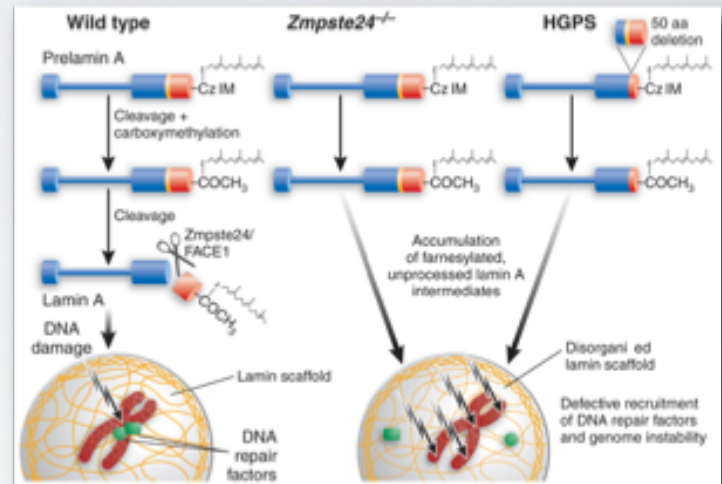 Wild type
Zmpste24–/–
HGPS
50 aa
deletion
Prelamin A
Cz IM
Cz IM
Cz IM
Cleavage +
carboxymethylation
COCH3
COCH3
COCH3
Cleavage
Zmpste24/
FACE1
COCH3
Lamin A
Accumulation
of farnesylated,
unprocessed lamin A
intermediates
DNA
damage
Lamin scaffold
DNA
repair
factors
Disorgani ed
lamin scaffold
Defective recruitment
of DNA repair factors
and genome instability